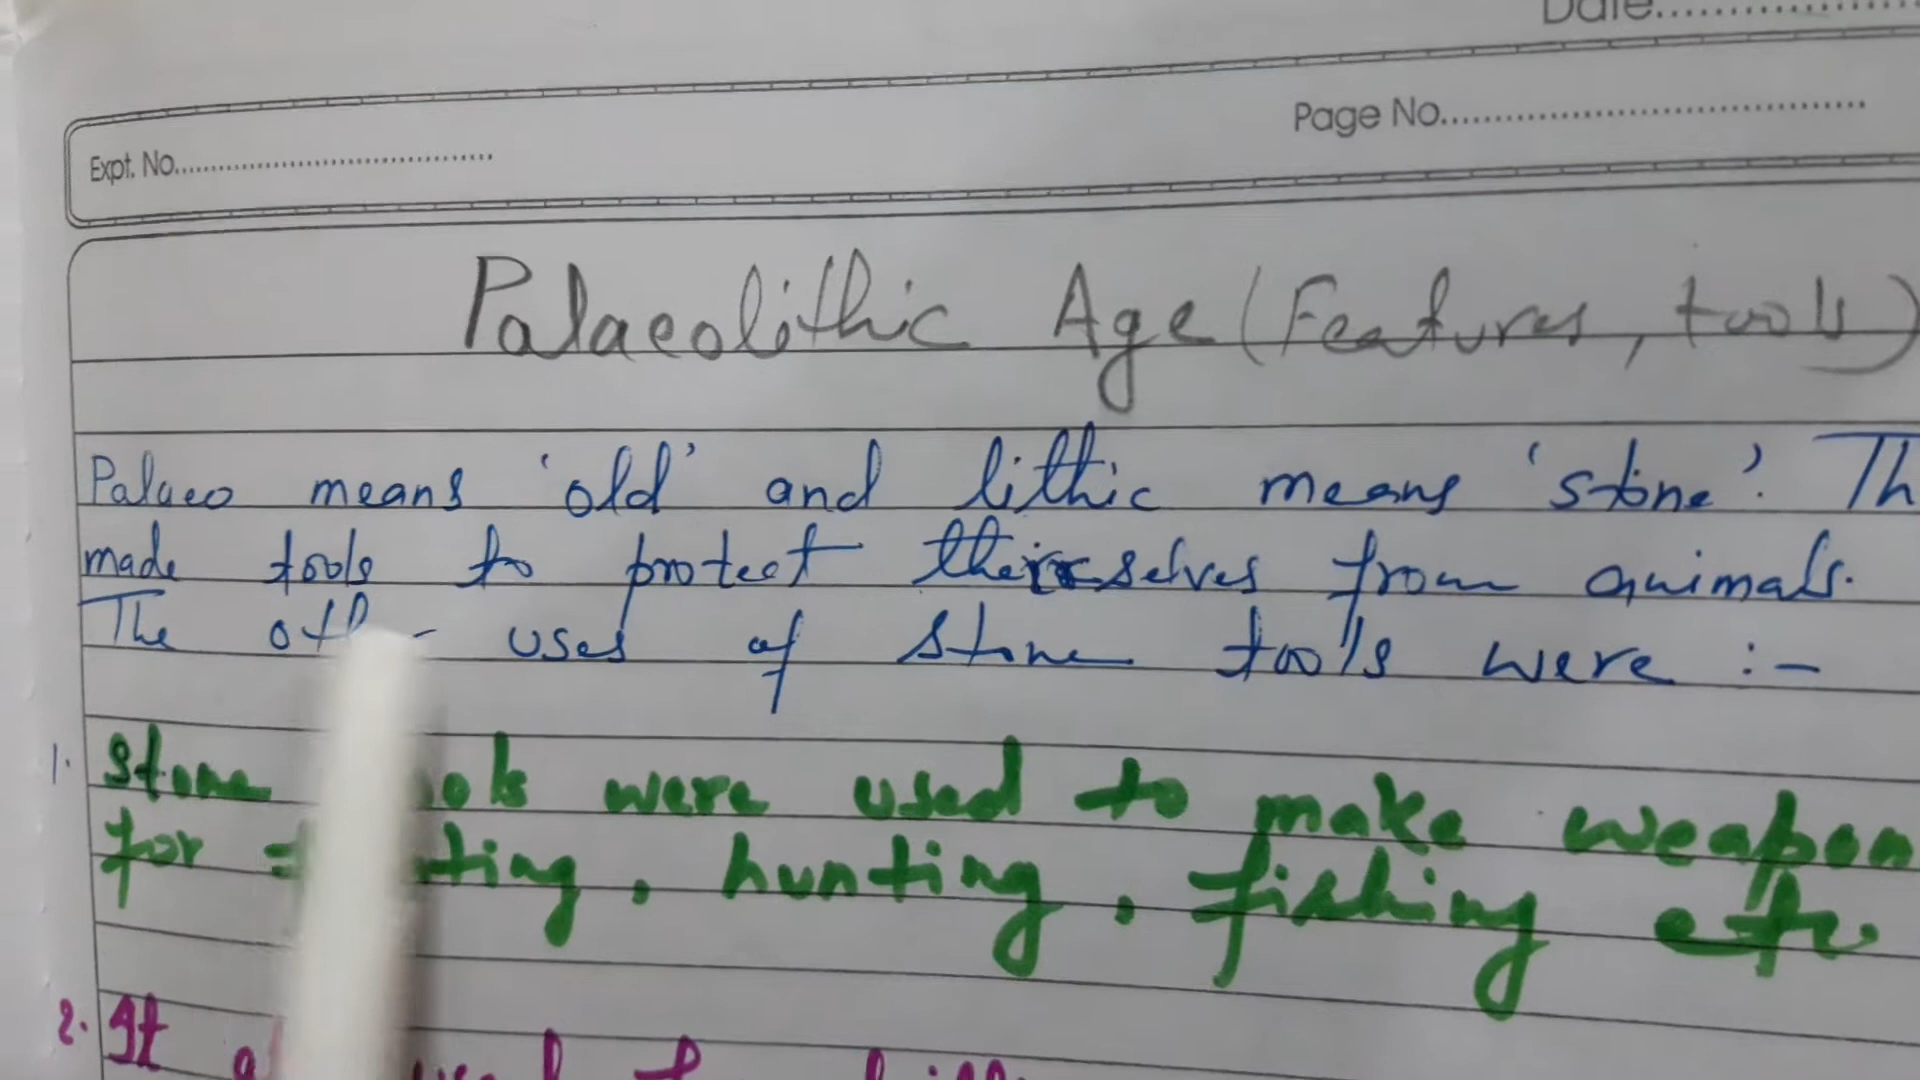 Date
Page No.
Expt. No.
Palaeolithic Age (Features, tools)
Palaeo means 'old' and lithic means 'stone'. Th
made tools to protect theirselves from animals.
The uses of stone tools were :-
1. Stone were used to make weapon
for , hunting, fishing etc
2. It